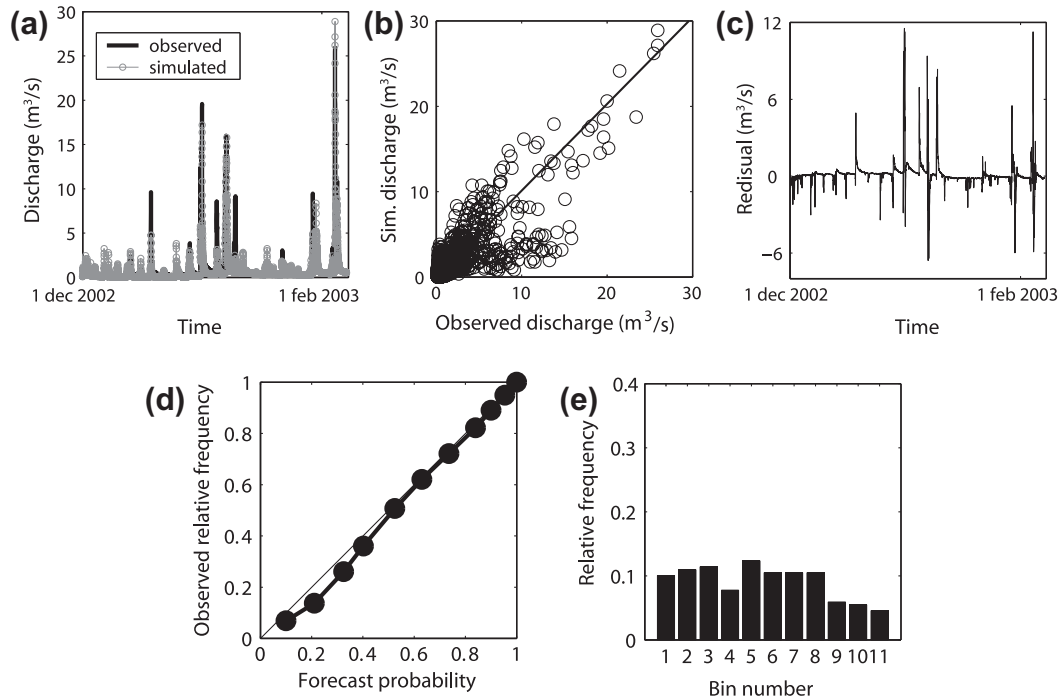 (a)
observed
simulated
Discharge (m³/s)
30
25
20
15
10
5
0
1 dec 2002
1 feb 2003
Time
(b)
Sim. discharge (m³/s)
30
20
10
0
0
10
20
30
Observed discharge (m³/s)
(c)
Redisual (m³/s)
12
6
0
−6
1 dec 2002
1 feb 2003
Time
(d)
Observed relative frequency
1
0.8
0.6
0.4
0.2
0
0 0.2 0.4 0.6 0.8 1
Forecast probability
(e)
Relative frequency
0.4
0.3
0.2
0.1
0
1 2 3 4 5 6 7 8 9 10 11
Bin number